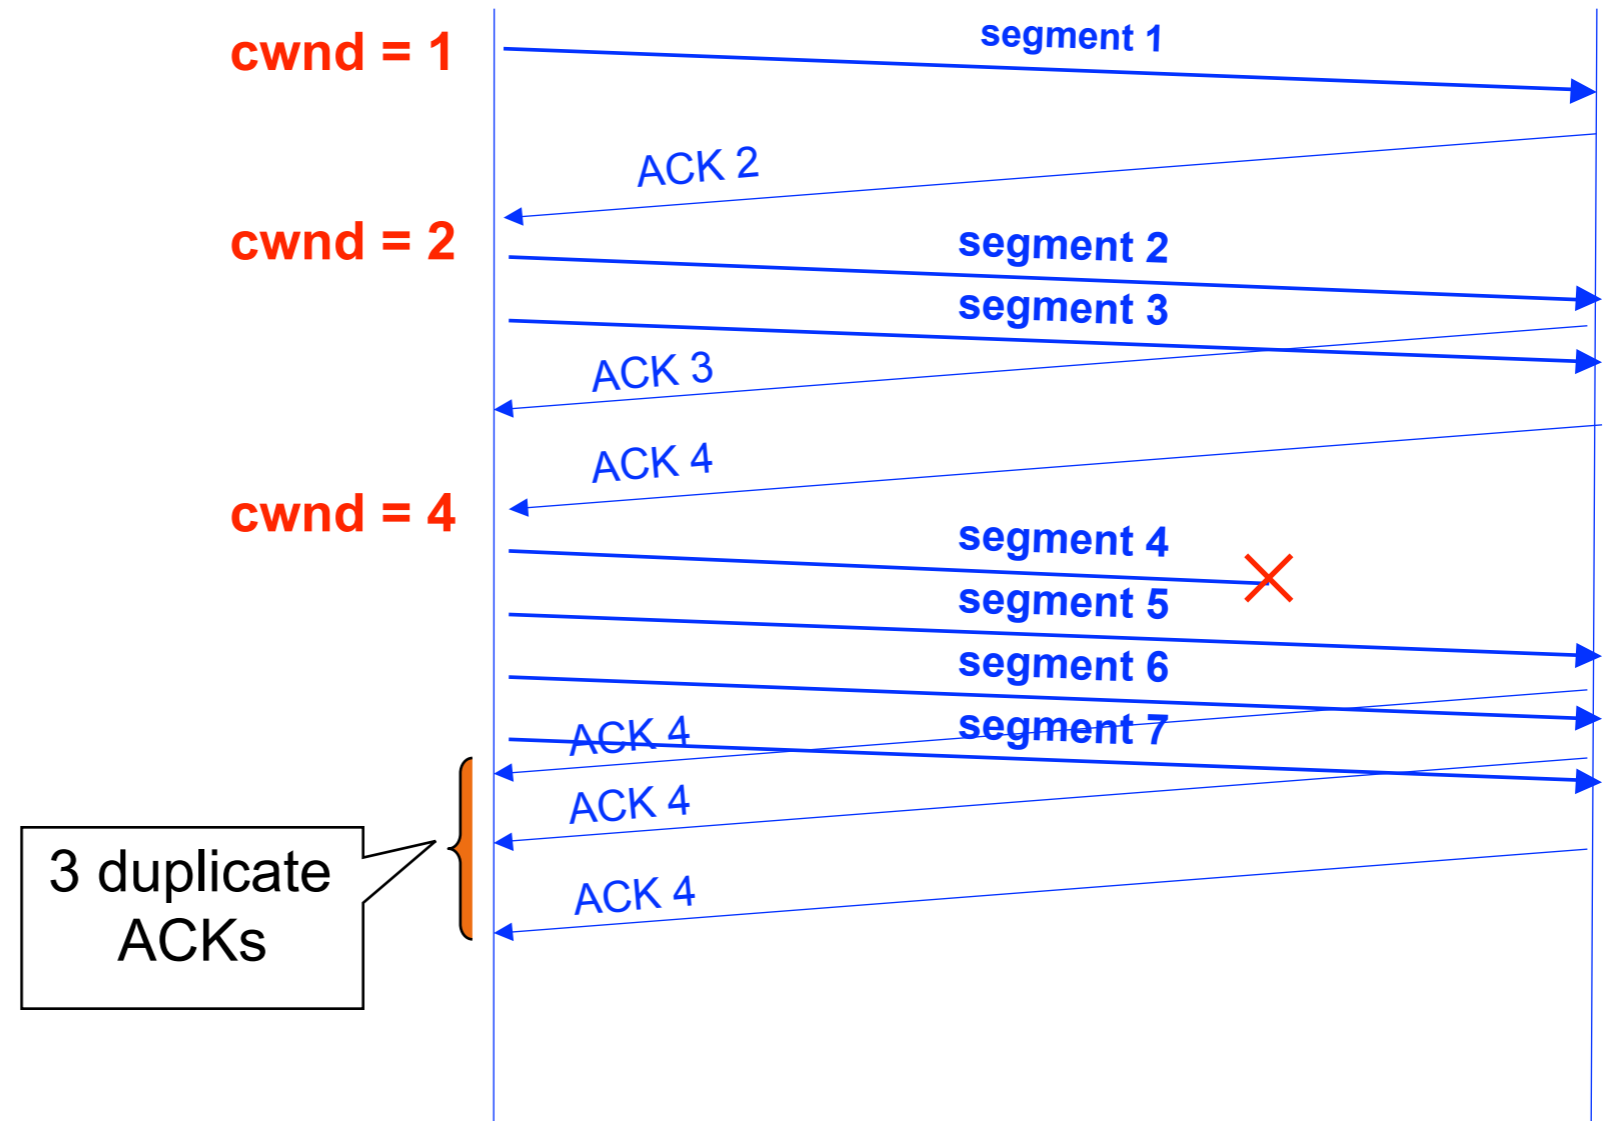 segment 1
cwnd = 1
ACK 2
cwnd = 2
segment 2
segment 3
ACK 3
ACK 4
cwnd = 4
segment 4
segment 5
segment 6
segment 7
ACK 4
ACK 4
3 duplicate
ACKs
ACK 4